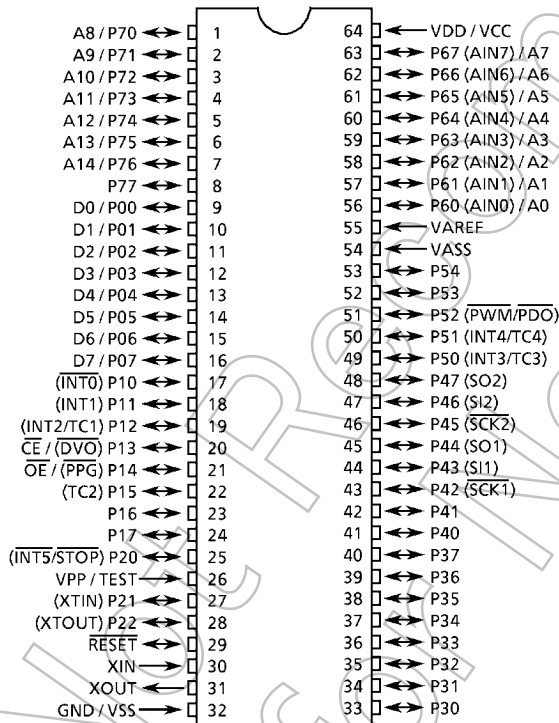 A8 / P70 1 64 VDD / VCC
A9 / P71 2 63 P67 (AIN7) / A7
A10 / P72 3 62 P66 (AIN6) / A6
A11 / P73 4 61 P65 (AIN5) / A5
A12 / P74 5 60 P64 (AIN4) / A4
A13 / P75 6 59 P63 (AIN3) / A3
A14 / P76 7 58 P62 (AIN2) / A2
P77 8 57 P61 (AIN1) / A1
D0 / P00 9 56 P60 (AIN0) / A0
D1 / P01 10 55 VAREF
D2 / P02 11 54 VASS
D3 / P03 12 53 P54
D4 / P04 13 52 P53
D5 / P05 14 51 P52 (PWM/PDO)
D6 / P06 15 50 P51 (INT4/TC4)
D7 / P07 16 49 P50 (INT3/TC3)
(INT0) P10 17 48 P47 (SO2)
(INT1) P11 18 47 P46 (SI2)
(INT2/TC1) P12 19 46 P45 (SCK2)
CE / (DVO) P13 20 45 P44 (SO1)
OE / (PPG) P14 21 44 P43 (SI1)
(TC2) P15 22 43 P42 (SCK1)
P16 23 42 P41
P17 24 41 P40
(INT5/STOP) P20 25 40 P37
VPP / TEST 26 39 P36
(XTIN) P21 27 38 P35
(XTOUT) P22 28 37 P34
RESET 29 36 P33
XIN 30 35 P32
XOUT 31 34 P31
GND / VSS 32 33 P30